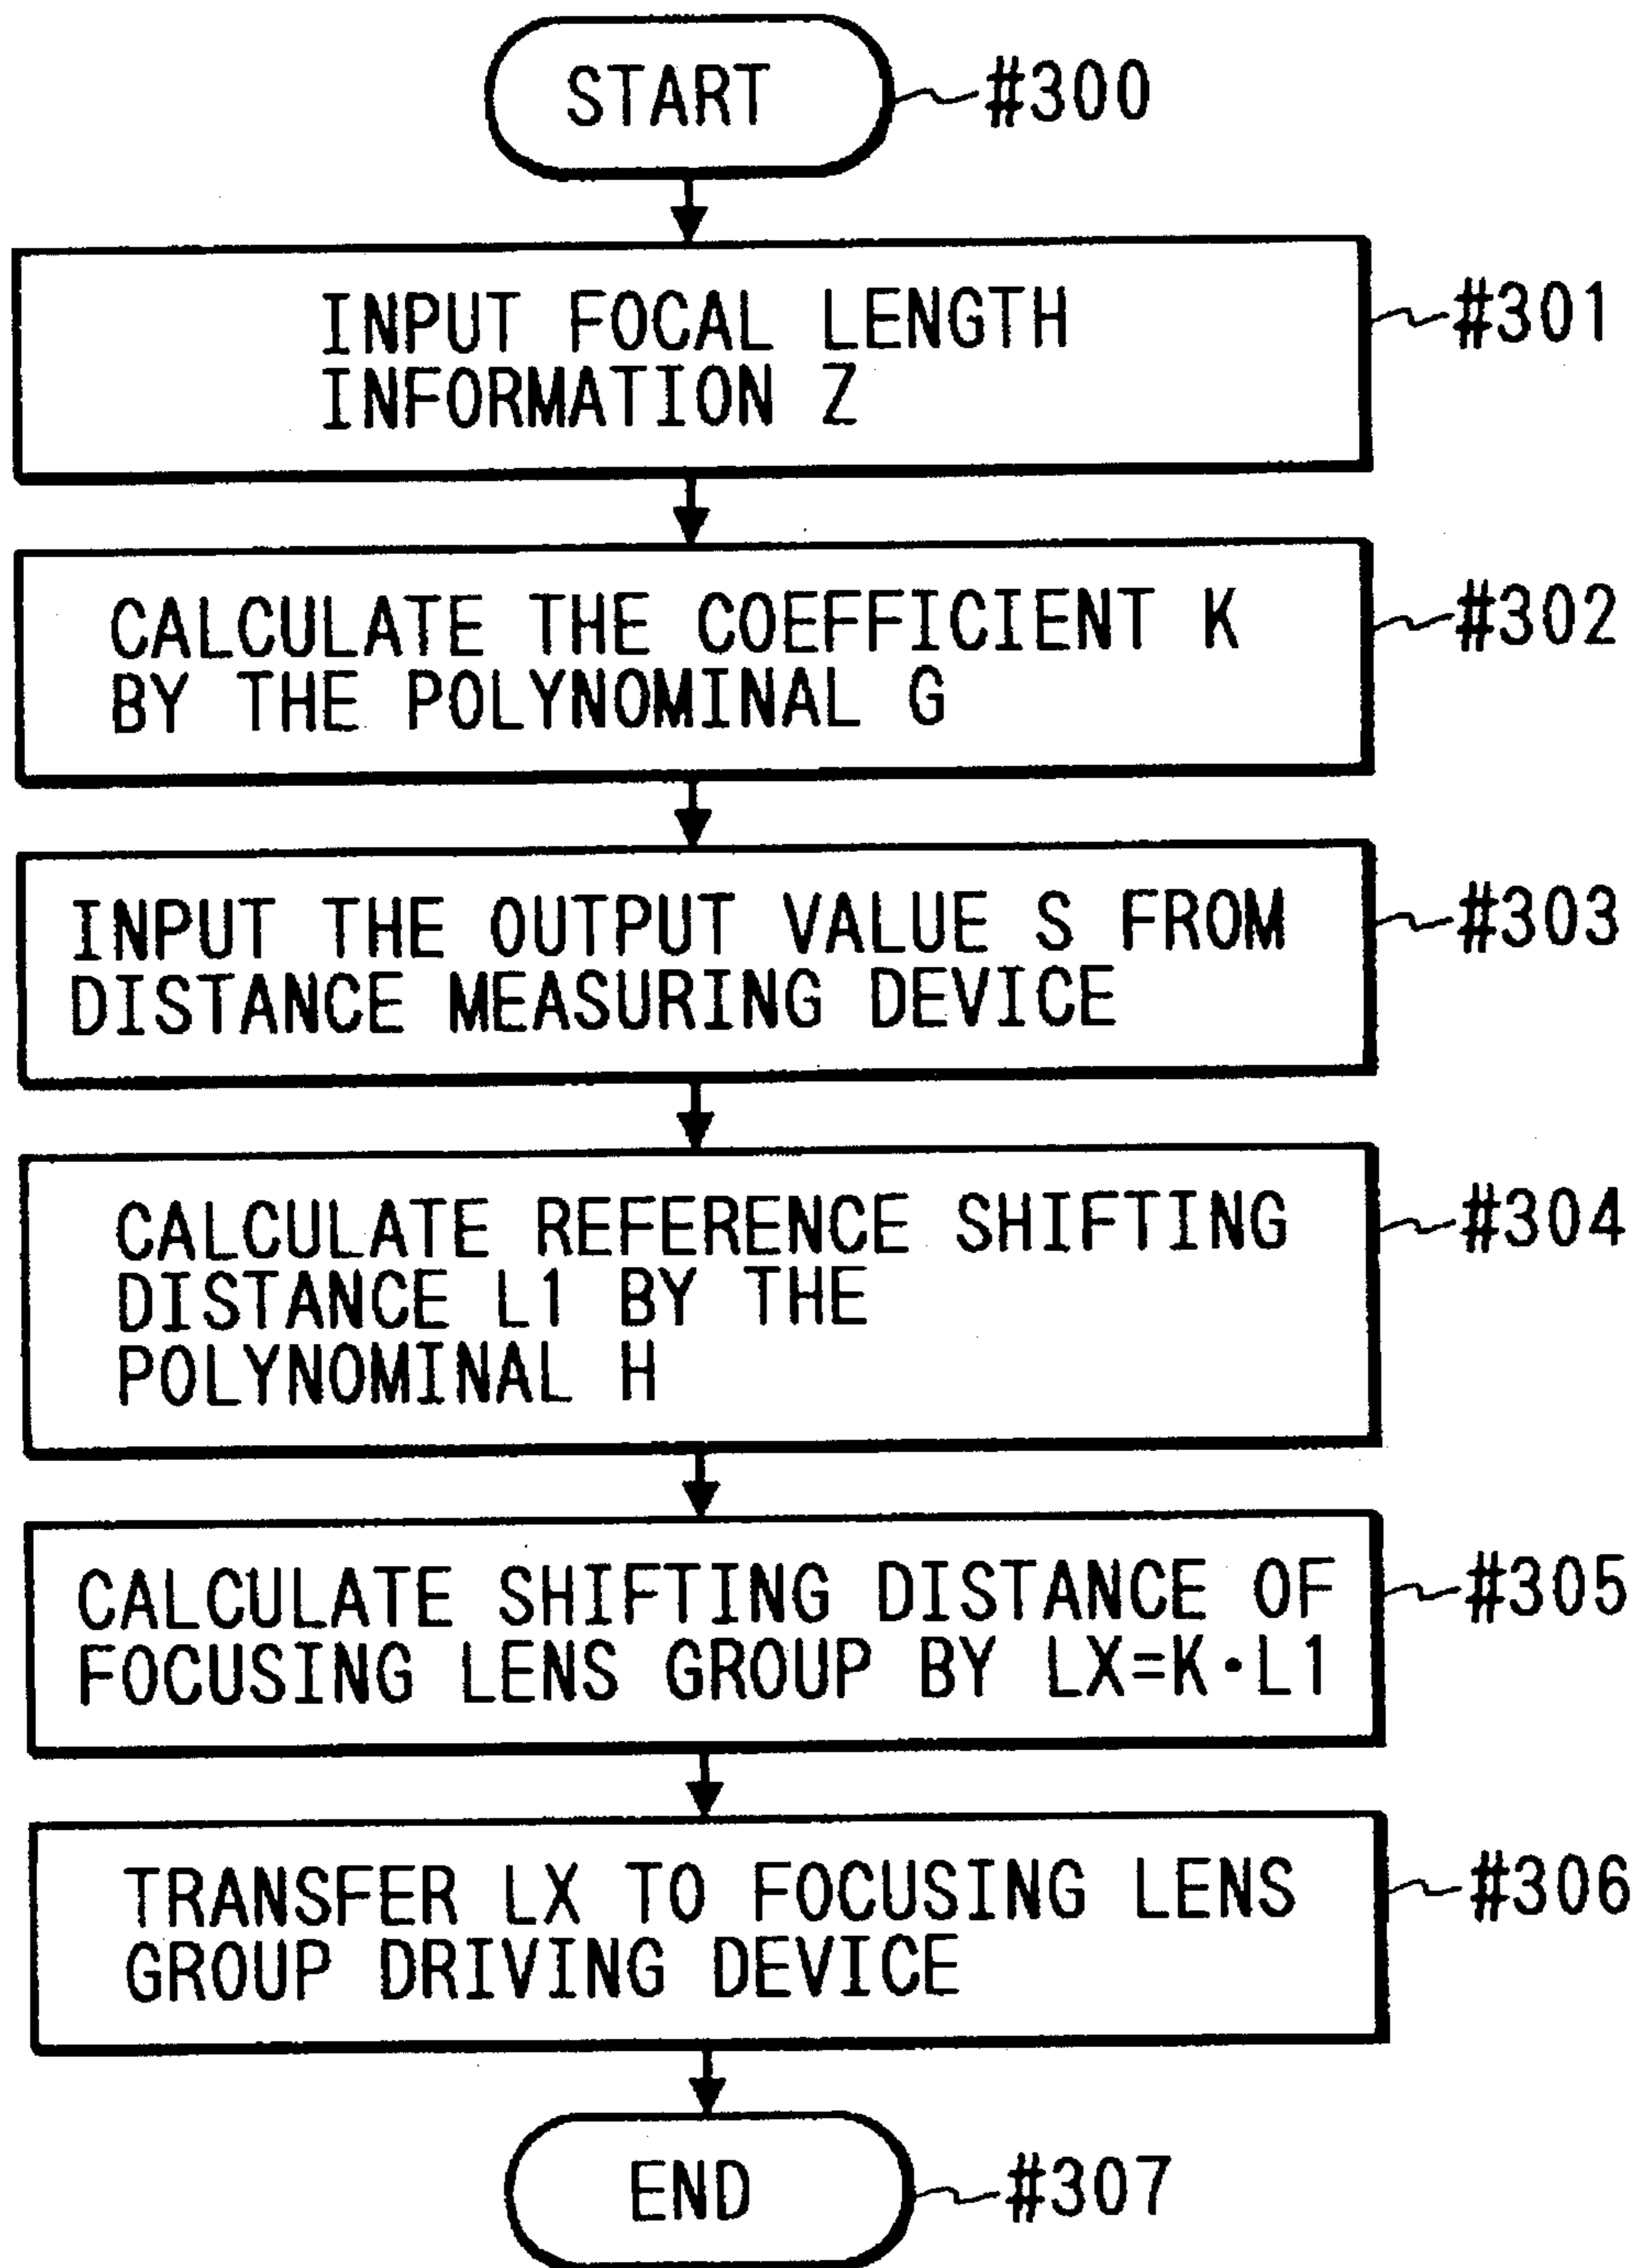 START
#300
INPUT FOCAL LENGTH
INFORMATION Z
#301
CALCULATE THE COEFFICIENT K
BY THE POLYNOMINAL G
#302
INPUT THE OUTPUT VALUE S FROM
DISTANCE MEASURING DEVICE
#303
CALCULATE REFERENCE SHIFTING
DISTANCE L1 BY THE
POLYNOMINAL H
#304
CALCULATE SHIFTING DISTANCE OF
FOCUSING LENS GROUP BY LX=K·L1
#305
TRANSFER LX TO FOCUSING LENS
GROUP DRIVING DEVICE
#306
END
#307